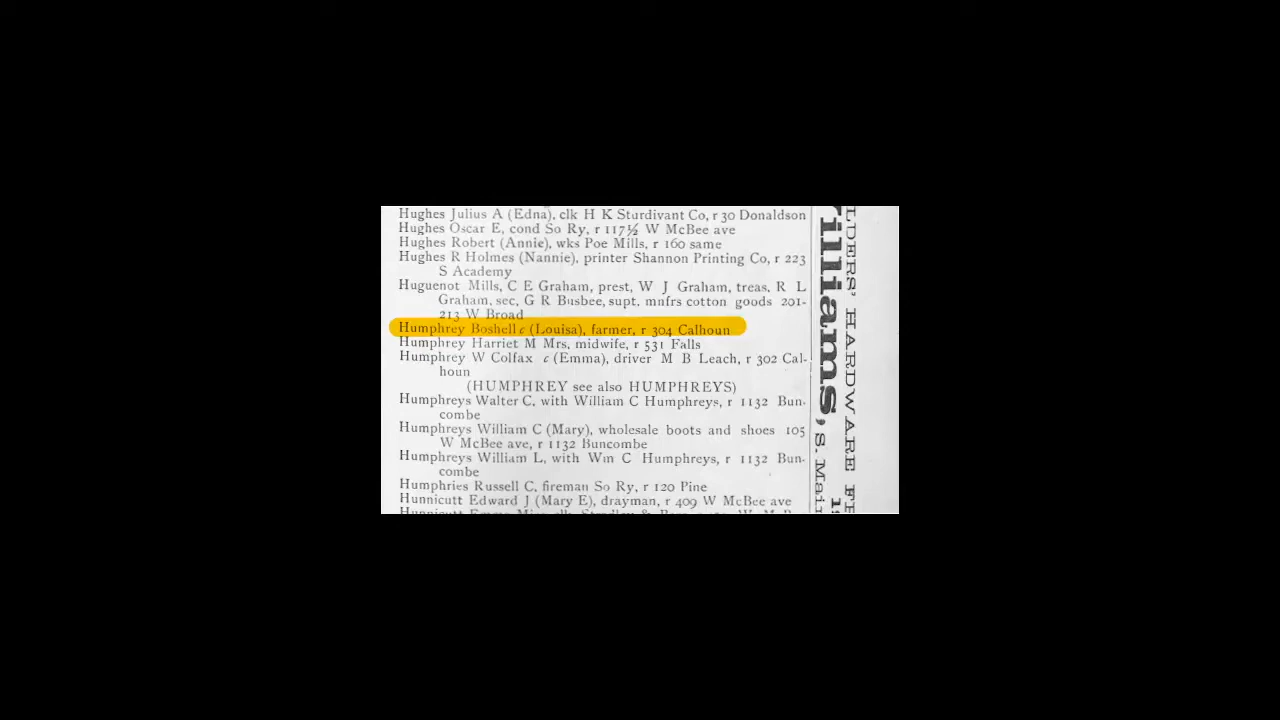 Hughes Julius A (Edna), clk H K Sturdivant Co, r 30 Donaldson
Hughes Oscar E, cond So Ry, r 117½ W McBee ave
Hughes Robert (Annie), wks Poe Mills, r 160 same
Hughes R Holmes (Nannie), printer Shannon Printing Co, r 223
S Academy
Huguenot Mills, C E Graham, prest, W J Graham, treas, R L
Graham, sec, G R Busbee, supt. mnfrs cotton goods 201-
213 W Broad
Humphrey Boshell c (Louisa), farmer, r 304 Calhoun
Humphrey Harriet M Mrs, midwife, r 531 Falls
Humphrey W Colfax c (Emma), driver M B Leach, r 302 Cal-
houn
(HUMPHREY see also HUMPHREYS)
Humphreys Walter C, with William C Humphreys, r 1132 Bun-
combe
Humphreys William C (Mary), wholesale boots and shoes 105
W McBee ave, r 1132 Buncombe
Humphreys William L, with Wm C Humphreys, r 1132 Bun-
combe
Humphries Russell C, fireman So Ry, r 120 Pine
Hunnicutt Edward J (Mary E), drayman, r 409 W McBee ave
Hunnicutt
LDERS' HARDWARE
illiams,
S. Main